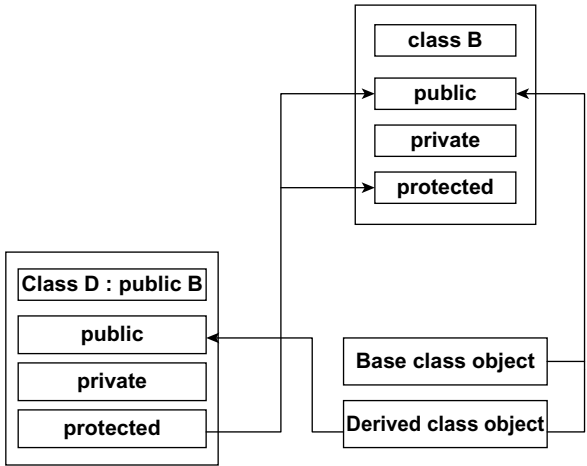 class B
public
private
protected
Class D : public B
public
private
protected
Base class object
Derived class object